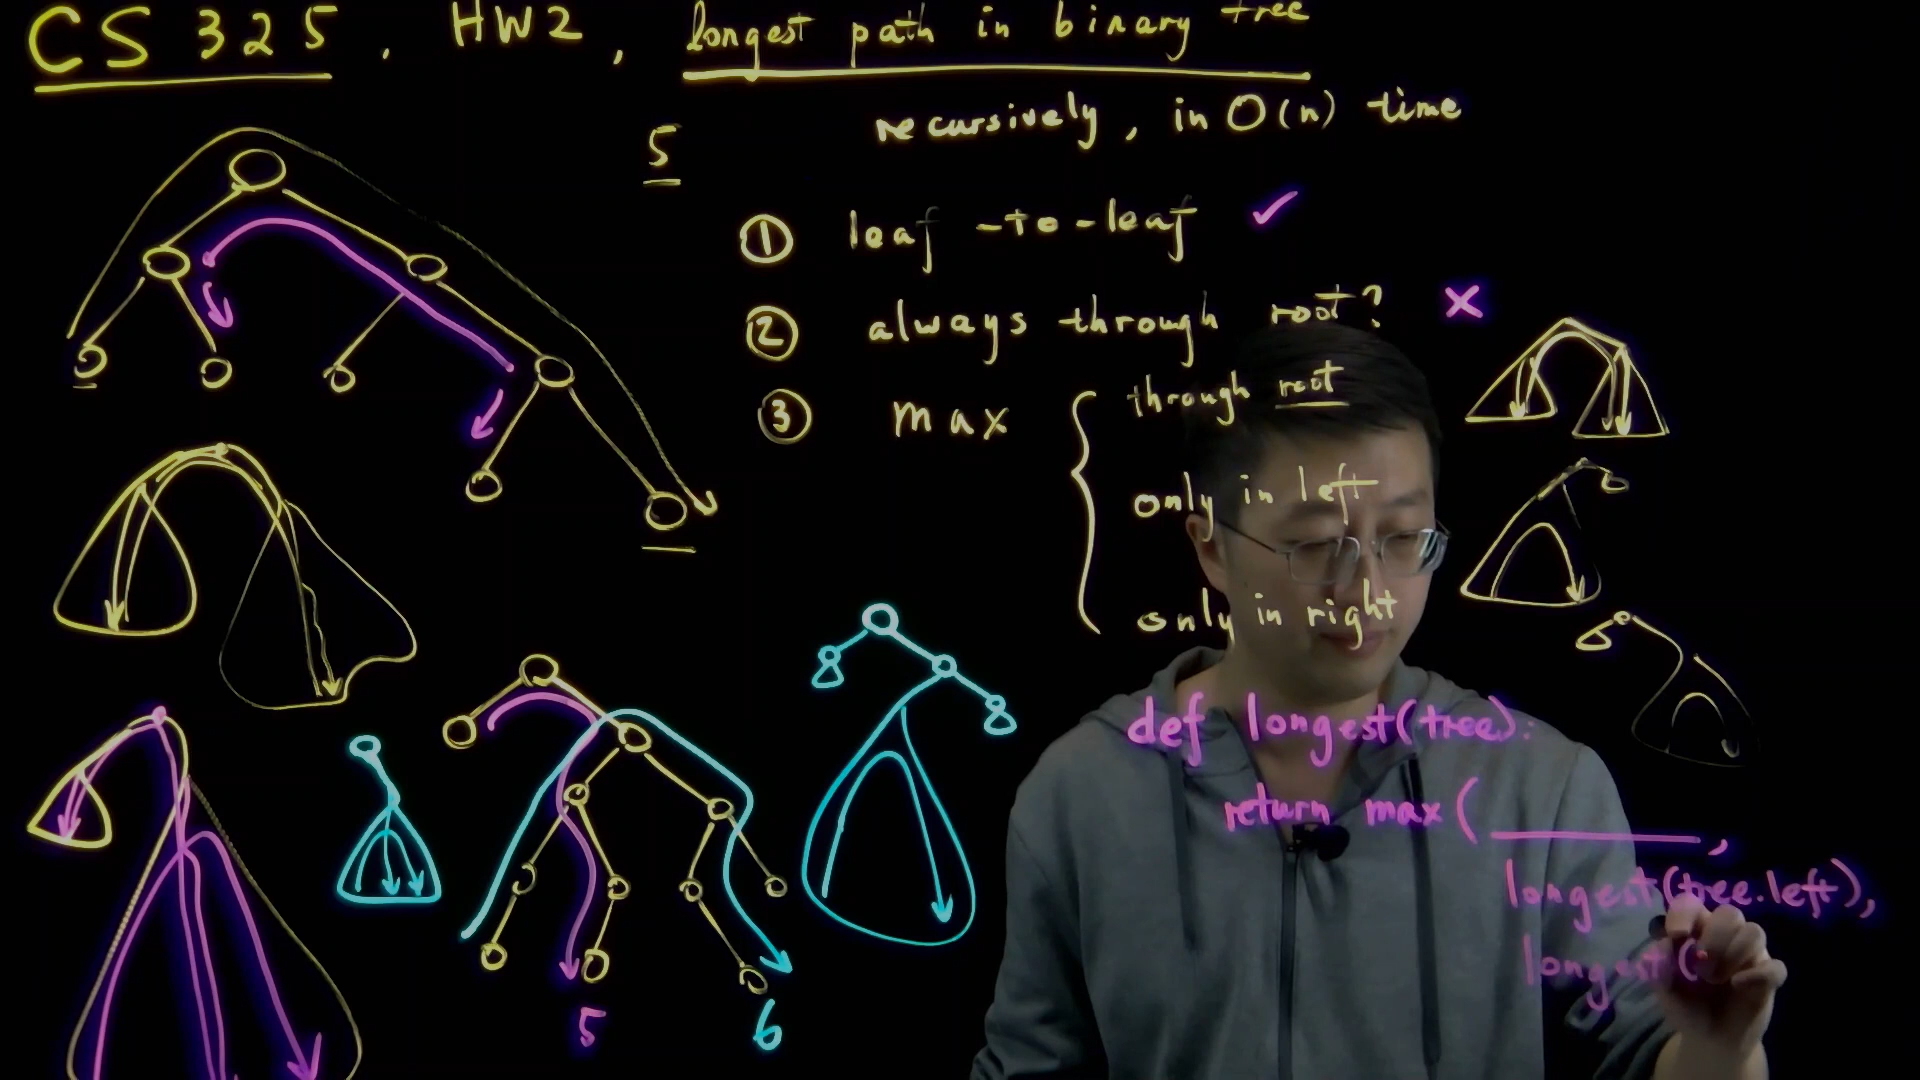 CS 325. HW2, longest path in binary tree
recursively, in O(n) time
5
① leaf-to-leaf ✓
② always through root? ✗
③ max { through root
only in left
only in right
def longest(tree):
return max( ________,
longest(tree.left),
longest(
5
6